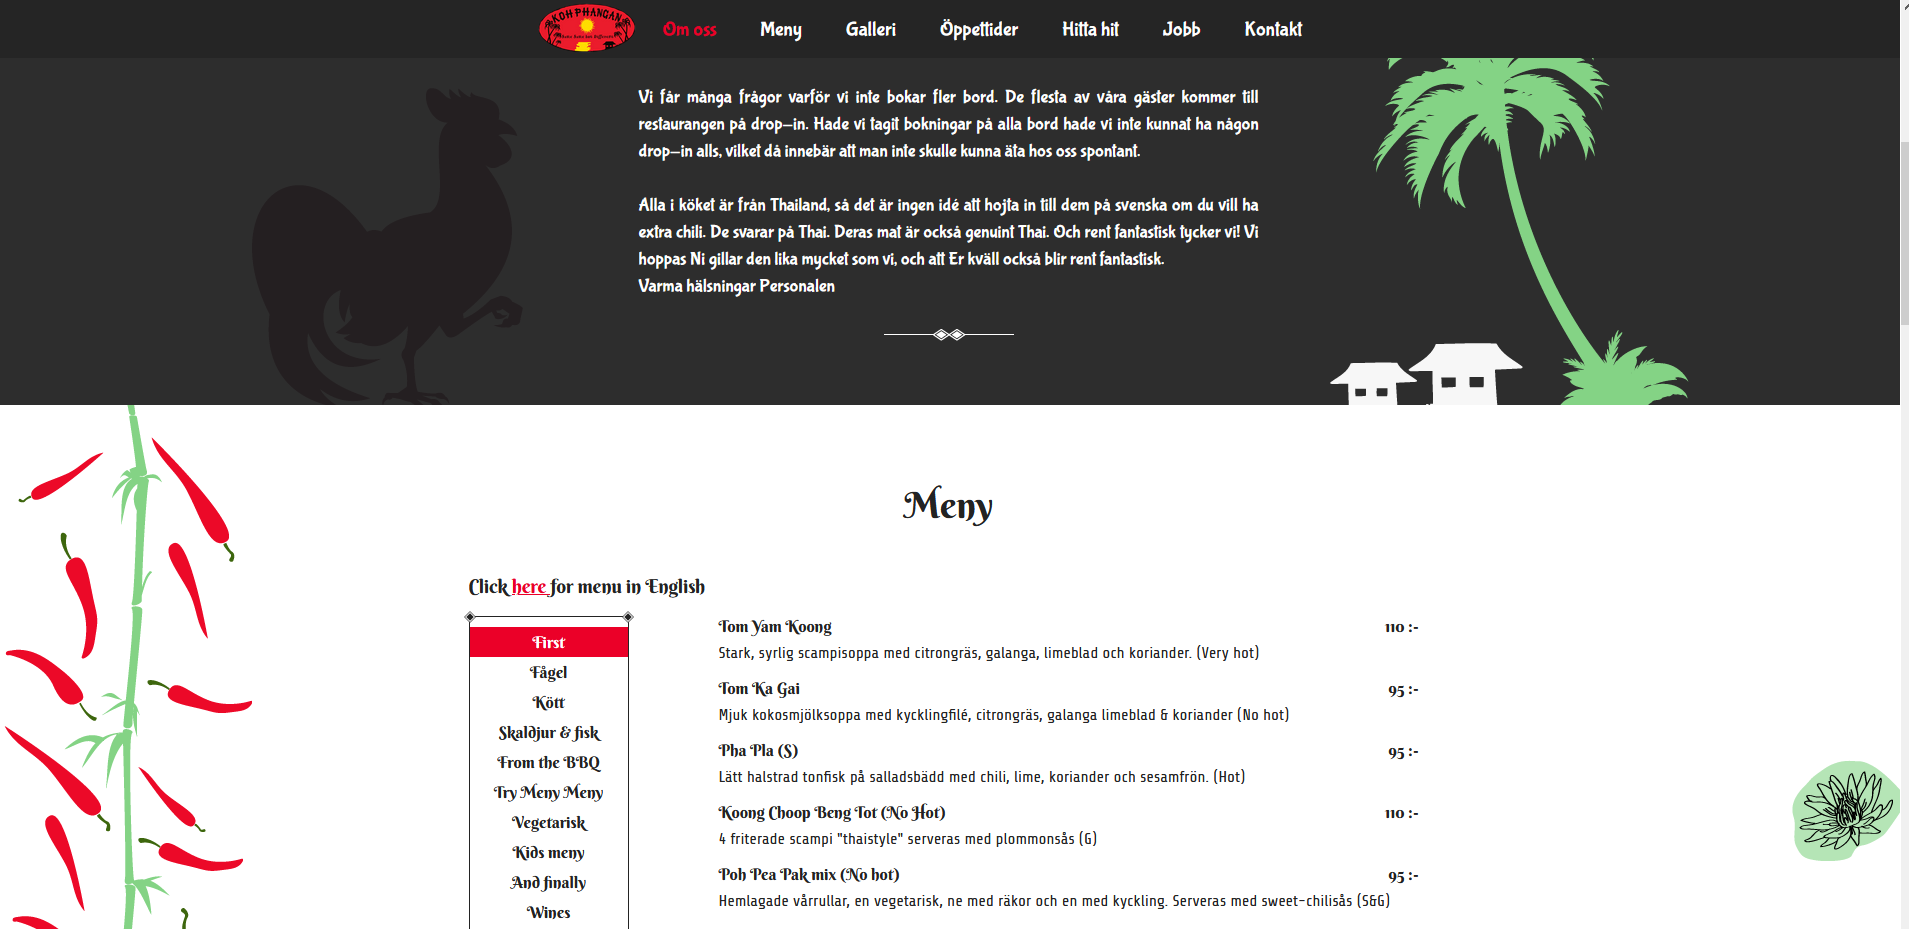 KOH PHANGAN
Om oss
Meny
Galleri
Öppettider
Hitta hit
Jobb
Kontakt
Vi får många frågor varför vi inte bokar fler bord. De flesta av våra gäster kommer till
restaurangen på drop-in. Hade vi tagit bokningar på alla bord hade vi inte kunnat ha någon
drop-in alls, vilket då innebär att man inte skulle kunna äta hos oss spontant.
Alla i köket är från Thailand, så det är ingen idé att hojta in till dem på svenska om du vill ha
extra chili. De svarar på Thai. Deras mat är också genuint Thai. Och rent fantastisk tycker vi! Vi
hoppas Ni gillar den lika mycket som vi, och att Er kväll också blir rent fantastisk.
Varma hälsningar Personalen
Meny
Click here for menu in English
First
Fågel
Kött
Skaldjur & fisk
From the BBQ
Try Meny Meny
Vegetarisk
Kids meny
And finally
Wines
Tom Yam Koong 110 :-
Stark, syrlig scampisoppa med citrongräs, galanga, limeblad och koriander. (Very hot)
Tom Ka Gai 95 :-
Mjuk kokosmjölksoppa med kycklingfilé, citrongräs, galanga limeblad & koriander (No hot)
Pha Pla (S) 95 :-
Lätt halstrad tonfisk på salladsbädd med chili, lime, koriander och sesamfrön. (Hot)
Koong Choop Beng Tot (No Hot) 110 :-
4 friterade scampi "thaistyle" serveras med plommonsås (G)
Poh Pea Pak mix (No hot) 95 :-
Hemlagade vårrullar, en vegetarisk, ne med räkor och en med kyckling. Serveras med sweet-chilisås (S&G)